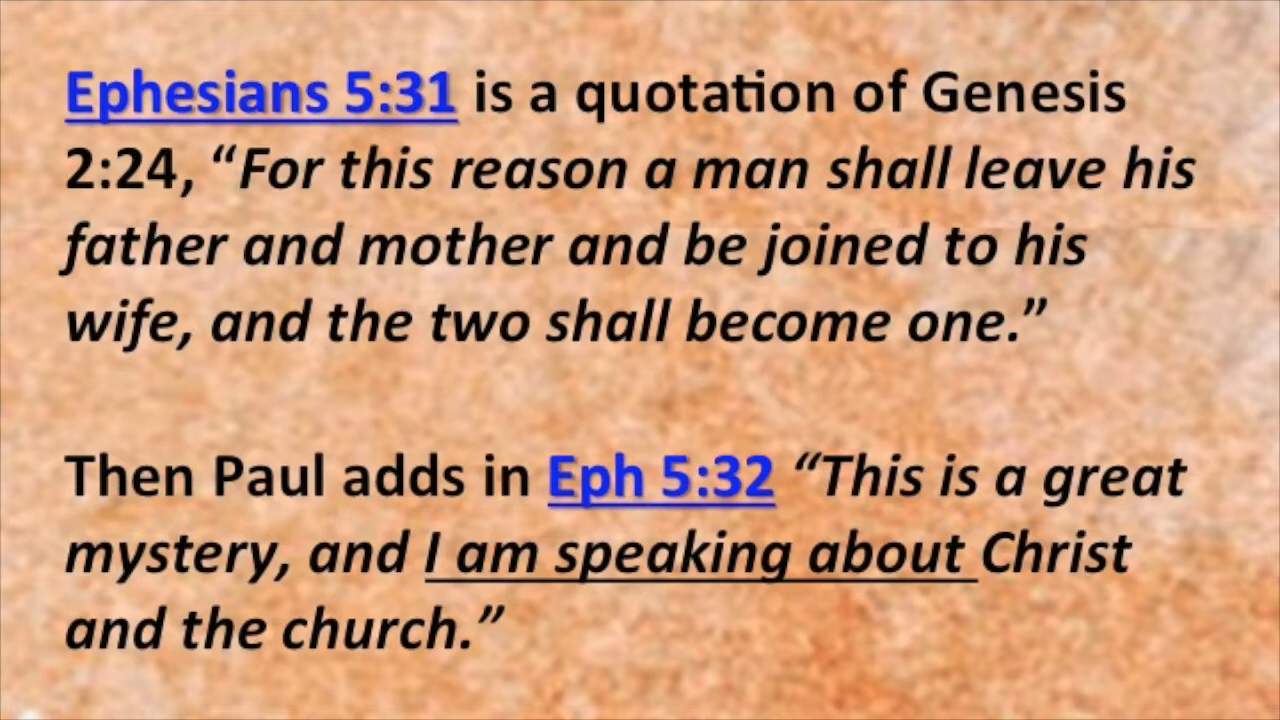 Ephesians 5:31 is a quotation of Genesis
2:24, “For this reason a man shall leave his
father and mother and be joined to his
wife, and the two shall become one.”
Then Paul adds in Eph 5:32 “This is a great
mystery, and I am speaking about Christ
and the church.”